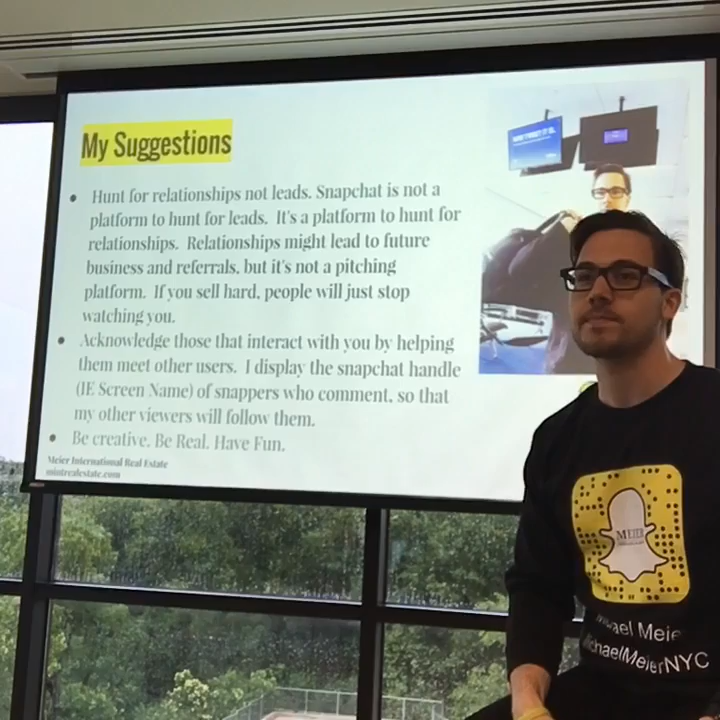 My Suggestions
• Hunt for relationships not leads. Snapchat is not a
platform to hunt for leads. It's a platform to hunt for
relationships. Relationships might lead to future
business and referrals, but it's not a pitching
platform. If you sell hard, people will just stop
watching you.
• Acknowledge those that interact with you by helping
them meet other users. I display the snapchat handle
(IE Screen Name) of snappers who comment, so that
my other viewers will follow them.
• Be creative. Be Real. Have Fun.
Meier International Real Estate
mintrealestate.com
MEIER
Meie
MichaelMeierNYC